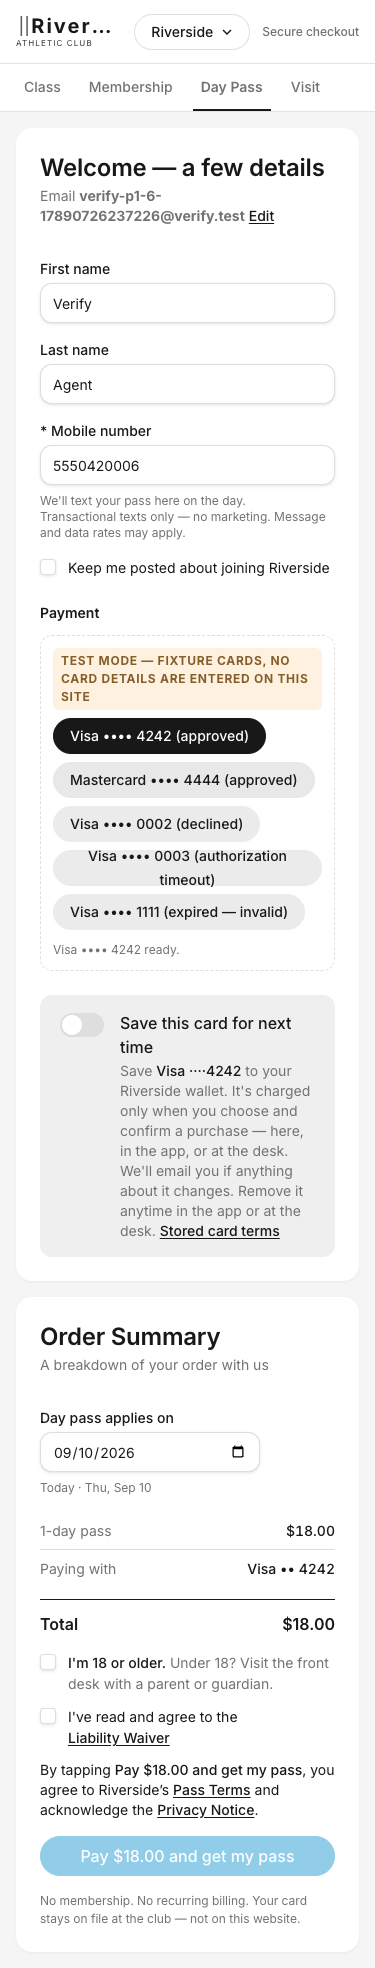 River...
ATHLETIC CLUB
Riverside
Secure checkout
Class
Membership
Day Pass
Visit
Welcome — a few details
Email verify-p1-6-
17890726237226@verify.test Edit
First name
Verify
Last name
Agent
* Mobile number
5550420006
We'll text your pass here on the day.
Transactional texts only — no marketing. Message
and data rates may apply.
Keep me posted about joining Riverside
Payment
TEST MODE — FIXTURE CARDS, NO
CARD DETAILS ARE ENTERED ON THIS
SITE
Visa •••• 4242 (approved)
Mastercard •••• 4444 (approved)
Visa •••• 0002 (declined)
Visa •••• 0003 (authorization
timeout)
Visa •••• 1111 (expired — invalid)
Visa •••• 4242 ready.
Save this card for next
time
Save Visa ····4242 to your
Riverside wallet. It's charged
only when you choose and
confirm a purchase — here,
in the app, or at the desk.
We'll email you if anything
about it changes. Remove it
anytime in the app or at the
desk. Stored card terms
Order Summary
A breakdown of your order with us
Day pass applies on
09/10/2026
Today · Thu, Sep 10
1-day pass
$18.00
Paying with
Visa •• 4242
Total
$18.00
I'm 18 or older. Under 18? Visit the front
desk with a parent or guardian.
I've read and agree to the
Liability Waiver
By tapping Pay $18.00 and get my pass, you
agree to Riverside’s Pass Terms and
acknowledge the Privacy Notice.
Pay $18.00 and get my pass
No membership. No recurring billing. Your card
stays on file at the club — not on this website.